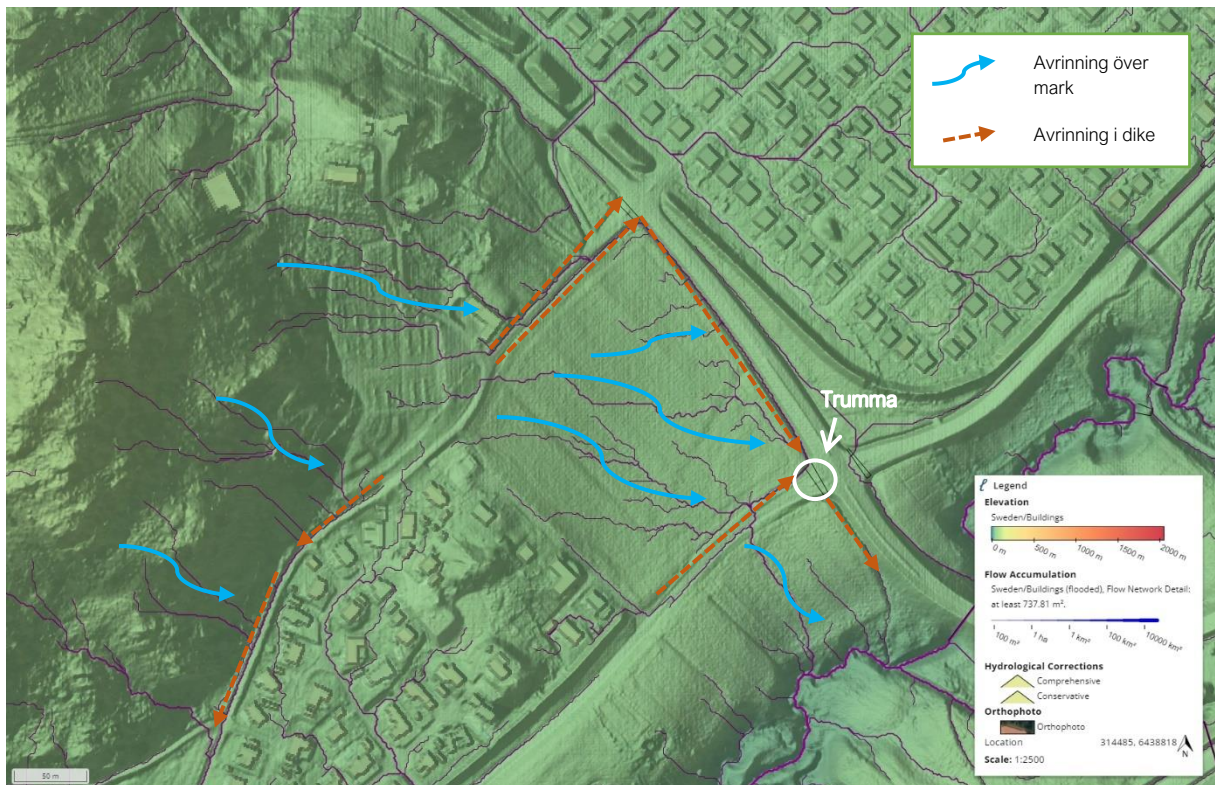 Avrinning över
mark
Avrinning i dike
Trumma
Legend
Elevation
Sweden/Buildings
0 m 500 m 1000 m 1500 m 2000 m
Flow Accumulation
Sweden/Buildings (flooded), Flow Network Detail:
at least 737.81 m².
100 m² 1 ha 1 km² 100 km² 10000 km²
Hydrological Corrections
Comprehensive
Conservative
Orthophoto
Orthophoto
Location 314485, 6438818
N
Scale: 1:2500
50 m